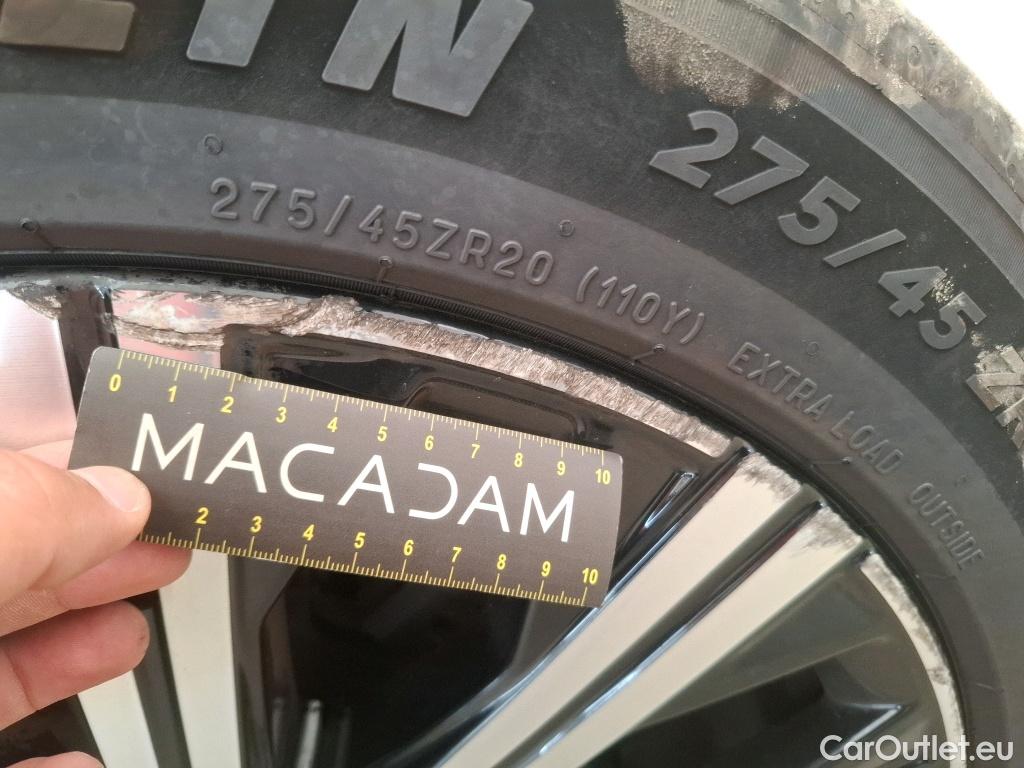 275/45
275/45ZR20 (110Y) EXTRA LOAD OUTSIDE
0 1 2 3 4 5 6 7 8 9 10
MACADAM
2 3 4 5 6 7 8 9 10
CarOutlet.eu